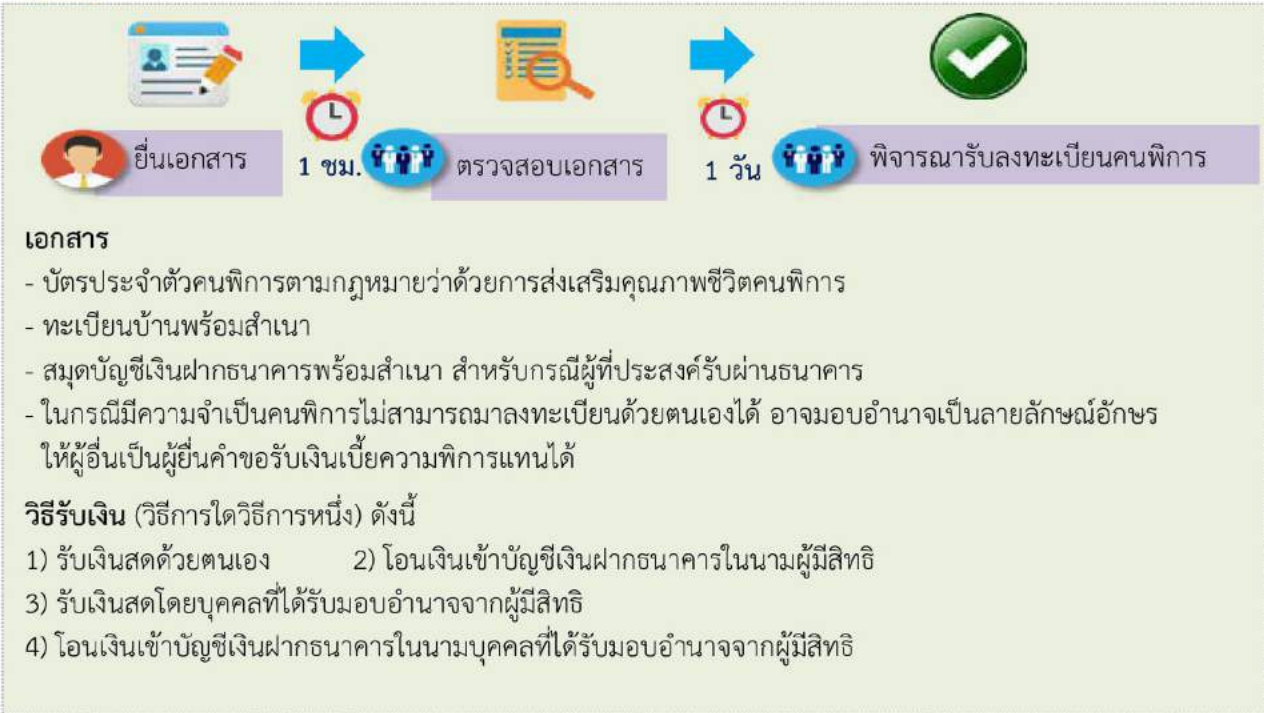 ยื่นเอกสาร 1 ชม. ตรวจสอบเอกสาร 1 วัน พิจารณารับลงทะเบียนคนพิการ
เอกสาร
- บัตรประจำตัวคนพิการตามกฎหมายว่าด้วยการส่งเสริมคุณภาพชีวิตคนพิการ
- ทะเบียนบ้านพร้อมสำเนา
- สมุดบัญชีเงินฝากธนาคารพร้อมสำเนา สำหรับกรณีผู้ที่ประสงค์รับผ่านธนาคาร
- ในกรณีมีความจำเป็นคนพิการไม่สามารถมาลงทะเบียนด้วยตนเองได้ อาจมอบอำนาจเป็นลายลักษณ์อักษร
ให้ผู้อื่นเป็นผู้ยื่นคำขอรับเงินเบี้ยความพิการแทนได้
วิธีรับเงิน (วิธีการใดวิธีการหนึ่ง) ดังนี้
1) รับเงินสดด้วยตนเอง 2) โอนเงินเข้าบัญชีเงินฝากธนาคารในนามผู้มีสิทธิ
3) รับเงินสดโดยบุคคลที่ได้รับมอบอำนาจจากผู้มีสิทธิ
4) โอนเงินเข้าบัญชีเงินฝากธนาคารในนามบุคคลที่ได้รับมอบอำนาจจากผู้มีสิทธิ